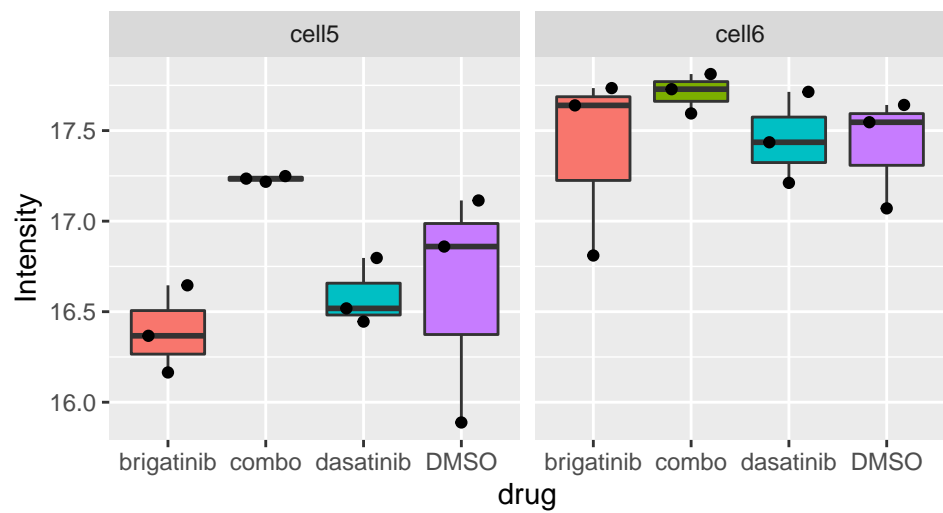 cell5 cell6
Intensity
17.5
17.0
16.5
16.0
brigatinib combo dasatinib DMSO brigatinib combo dasatinib DMSO
drug